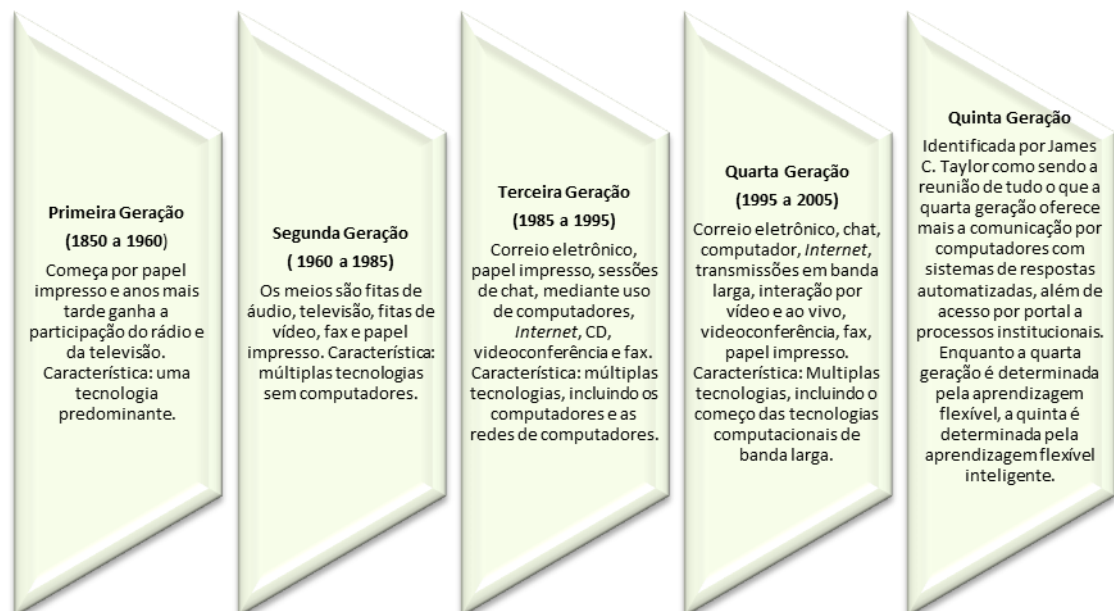 Primeira Geração
(1850 a 1960)
Começa por papel
impresso e anos mais
tarde ganha a
participação do rádio e
da televisão.
Característica: uma
tecnologia
predominante.
Segunda Geração
( 1960 a 1985)
Os meios são fitas de
áudio, televisão, fitas de
vídeo, fax e papel
impresso. Característica:
múltiplas tecnologias
sem computadores.
Terceira Geração
(1985 a 1995)
Correio eletrônico,
papel impresso, sessões
de chat, mediante uso
de computadores,
Internet, CD,
videoconferência e fax.
Característica: múltiplas
tecnologias, incluindo os
computadores e as
redes de computadores.
Quarta Geração
(1995 a 2005)
Correio eletrônico, chat,
computador, Internet,
transmissões em banda
larga, interação por
vídeo e ao vivo,
videoconferência, fax,
papel impresso.
Característica: Multiplas
tecnologias, incluindo o
começo das tecnologias
computacionais de
banda larga.
Quinta Geração
Identificada por James
C. Taylor como sendo a
reunião de tudo o que a
quarta geração oferece
mais a comunicação por
computadores com
sistemas de respostas
automatizadas, além de
acesso por portal a
processos institucionais.
Enquanto a quarta
geração é determinada
pela aprendizagem
flexível, a quinta é
determinada pela
aprendizagem flexível
inteligente.